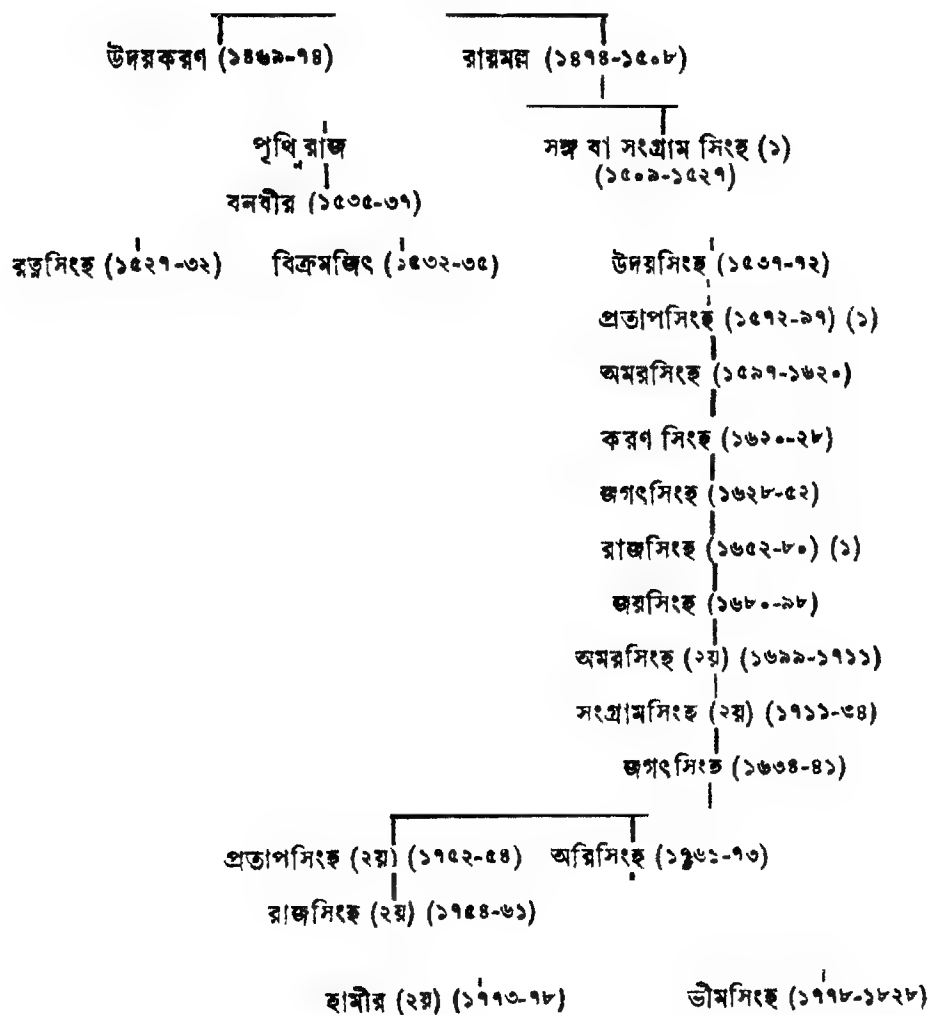 উদয়করণ (১৪৬৯-৭৪) রায়মল্ল (১৪৭৪-১৫০৮)
পৃথ্বিরাজ সঙ্গ বা সংগ্রাম সিংহ (১)
(১৫০৯-১৫২৭)
বনবীর (১৫৩৫-৩৭)
রত্নসিংহ (১৫২৭-৩২) বিক্রমজিৎ (১৫৩২-৩৫) উদয়সিংহ (১৫৩৭-৭২)
প্রতাপসিংহ (১৫৭২-৯৭) (১)
অমরসিংহ (১৫৯৭-১৬২০)
করণ সিংহ (১৬২০-২৮)
জগৎসিংহ (১৬২৮-৫২)
রাজসিংহ (১৬৫২-৮০) (১)
জয়সিংহ (১৬৮০-৯৮)
অমরসিংহ (২য়) (১৬৯৯-১৭১১)
সংগ্রামসিংহ (২য়) (১৭১১-৩৪)
জগৎসিংহ (১৬৩৪-৪১)
প্রতাপসিংহ (২য়) (১৭৫২-৫৪) অরিসিংহ (১৭৬১-৭৩)
রাজসিংহ (২য়) (১৭৫৪-৬১)
হামীর (২য়) (১৭৭৩-৭৮) ভীমসিংহ (১৭৭৮-১৮২৮)